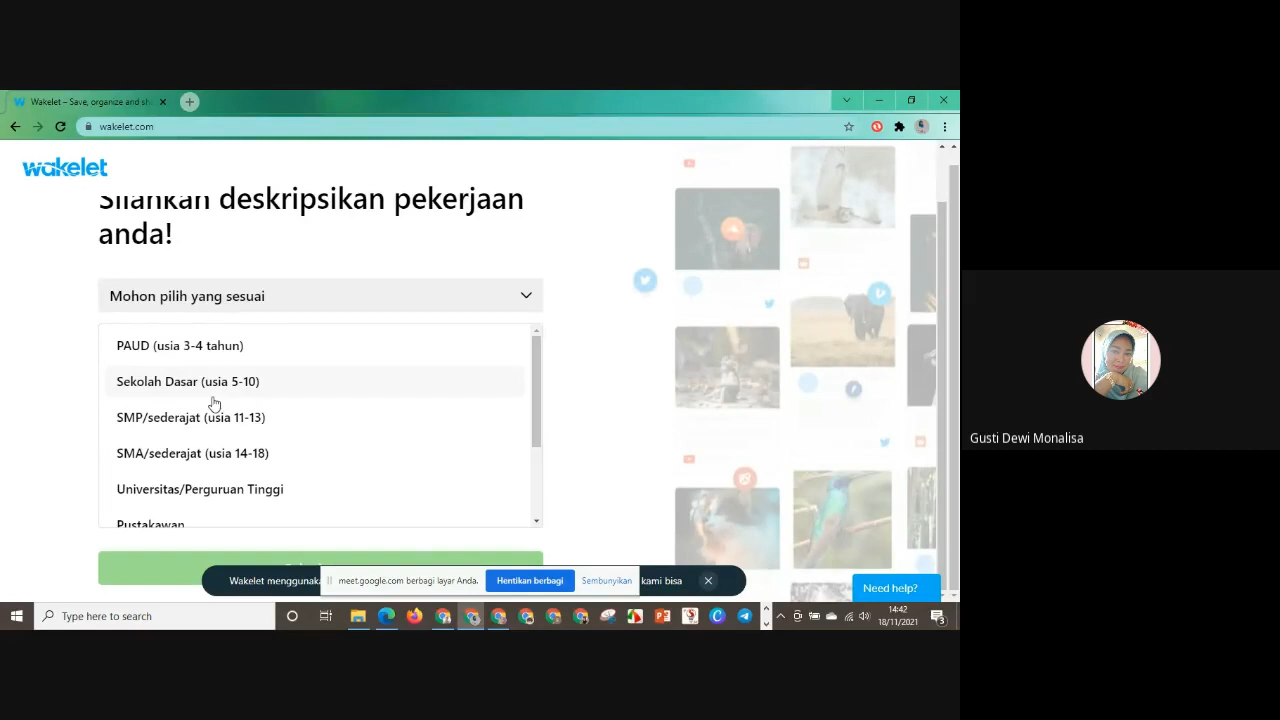 Wakelet – Save, organize and sh
wakelet.com
wakelet
Silahkan deskripsikan pekerjaan
anda!
Mohon pilih yang sesuai
PAUD (usia 3-4 tahun)
Sekolah Dasar (usia 5-10)
SMP/sederajat (usia 11-13)
SMA/sederajat (usia 14-18)
Universitas/Perguruan Tinggi
Pustakawan
Wakelet menggunaka
meet.google.com berbagi layar Anda.
Hentikan berbagi
Sembunyikan
kami bisa
Need help?
Type here to search
14:42
18/11/2021
3
Gusti Dewi Monalisa